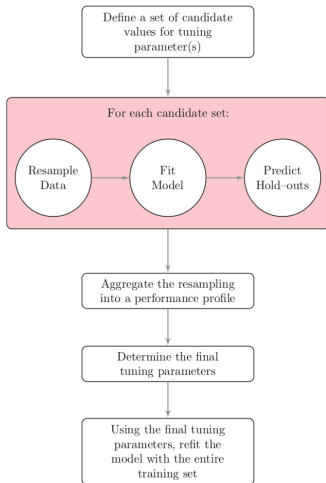 Define a set of candidate
values for tuning
parameter(s)
For each candidate set:
Resample
Data
Fit
Model
Predict
Hold–outs
Aggregate the resampling
into a performance profile
Determine the final
tuning parameters
Using the final tuning
parameters, refit the
model with the entire
training set